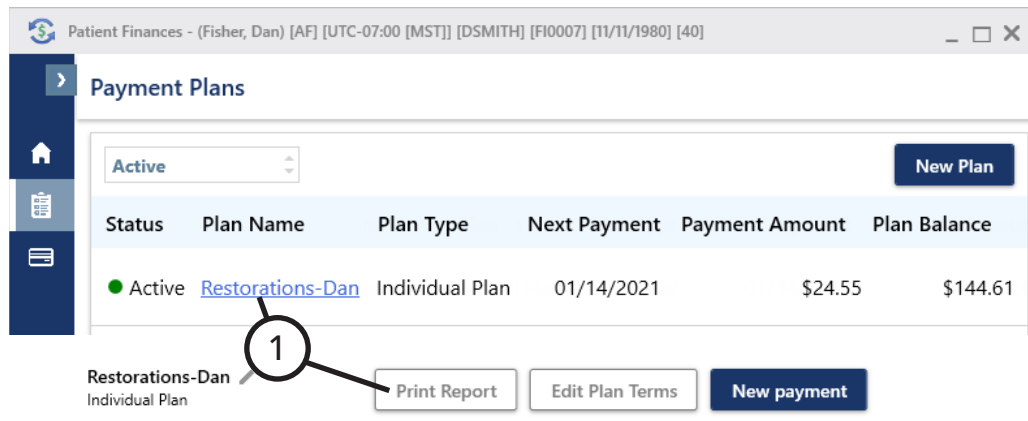 Patient Finances - (Fisher, Dan) [AF] [UTC-07:00 [MST]] [DSMITH] [FI0007] [11/11/1980] [40]
Payment Plans
Active
New Plan
Status Plan Name Plan Type Next Payment Payment Amount Plan Balance
Active Restorations-Dan Individual Plan 01/14/2021 $24.55 $144.61
1
Restorations-Dan
Individual Plan
Print Report Edit Plan Terms New payment